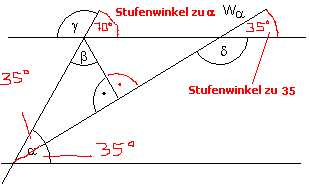 Stufenwinkel zu α
Wα
γ
70°
35°
β
δ
35°
Stufenwinkel zu 35
α
35°